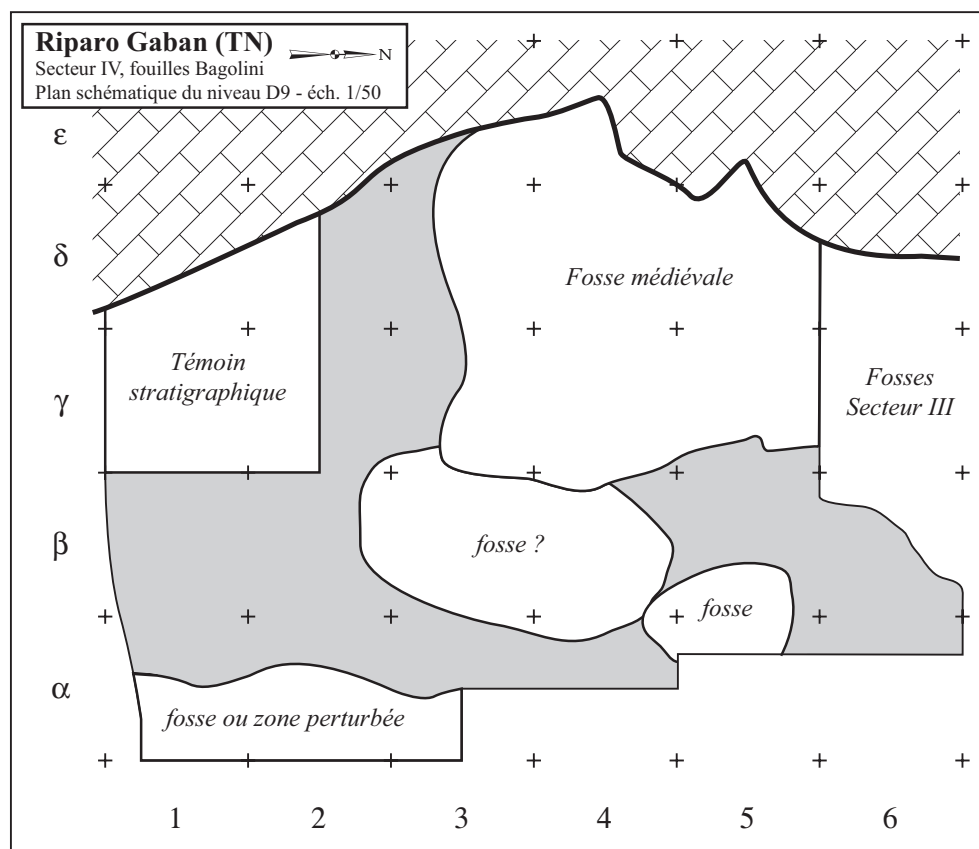 Riparo Gaban (TN)
N
Secteur IV, fouilles Bagolini
Plan schématique du niveau D9 - éch. 1/50
ε
δ
Fosse médiévale
Témoin
stratigraphique
Fosses
Secteur III
γ
β
fosse ?
fosse
α
fosse ou zone perturbée
1 2 3 4 5 6